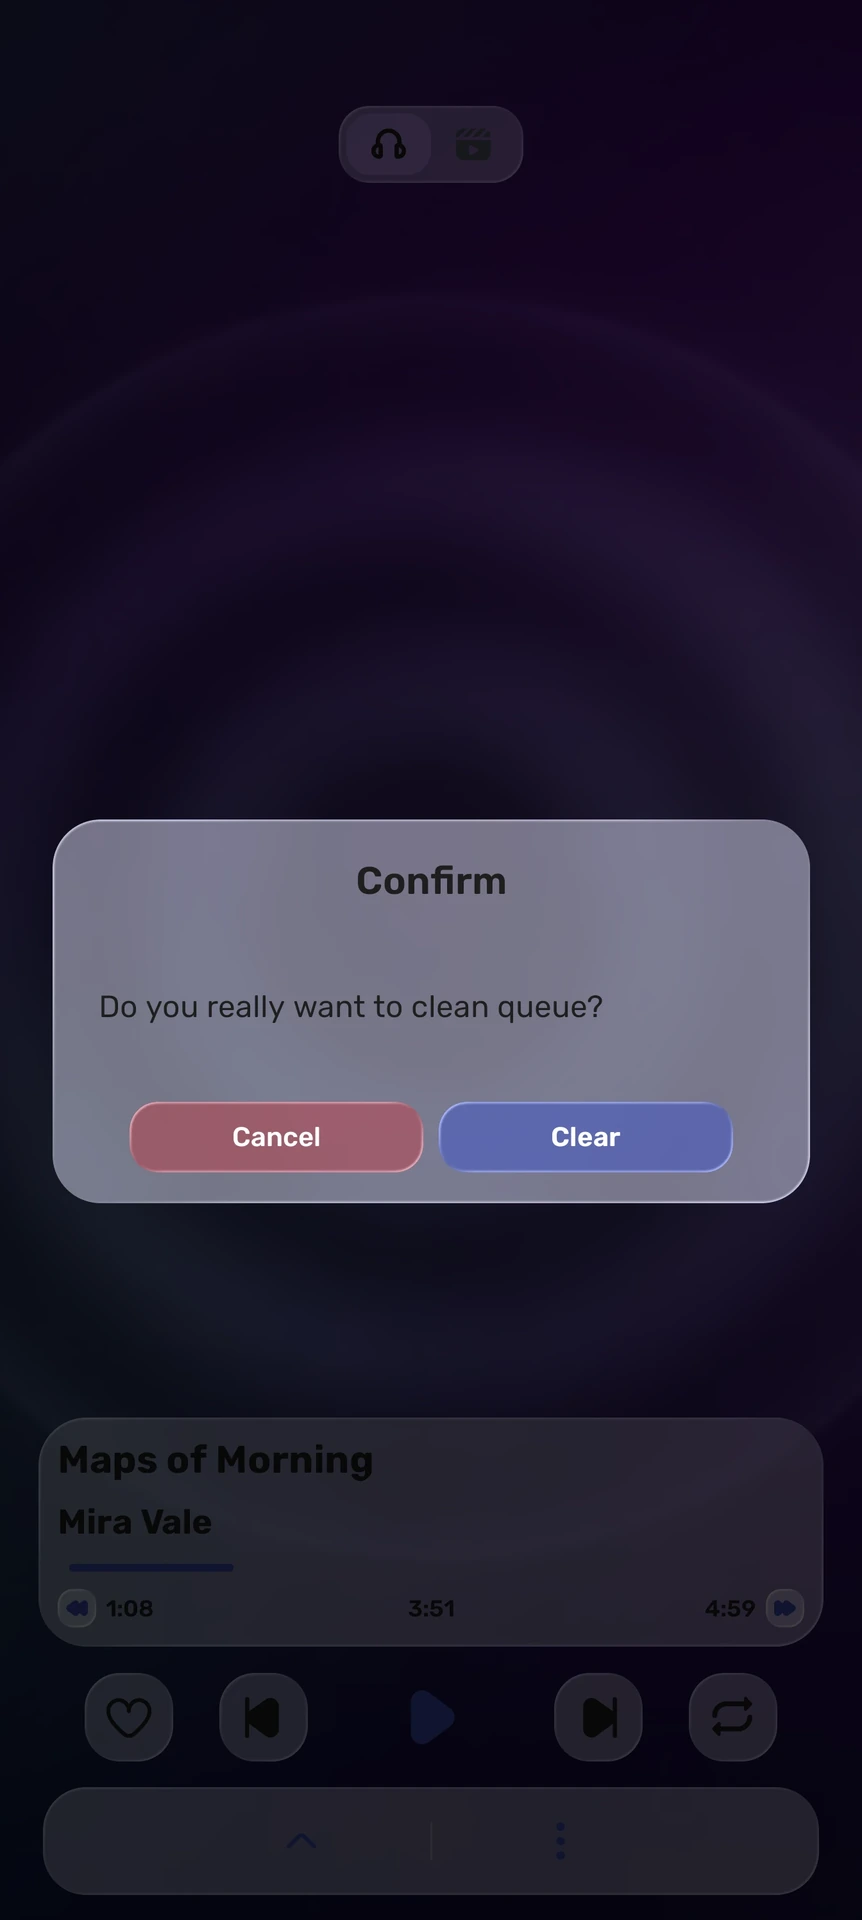 Confirm
Do you really want to clean queue?
Cancel Clear
Maps of Morning
Mira Vale
1:08 3:51 4:59